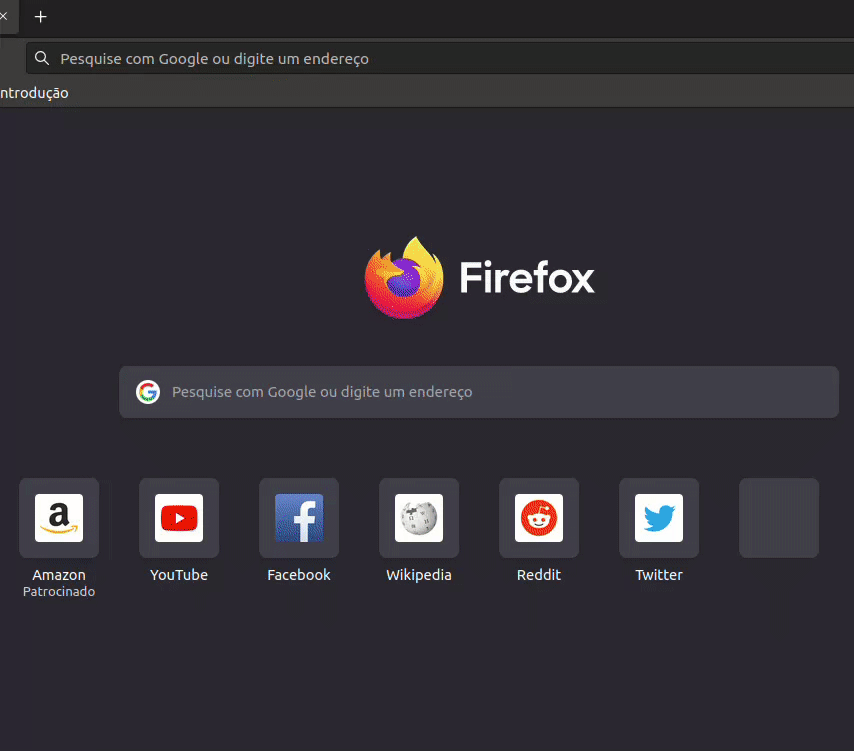 Pesquise com Google ou digite um endereço
ntrodução
Firefox
Pesquise com Google ou digite um endereço
Amazon
Patrocinado
YouTube
Facebook
Wikipedia
Reddit
Twitter